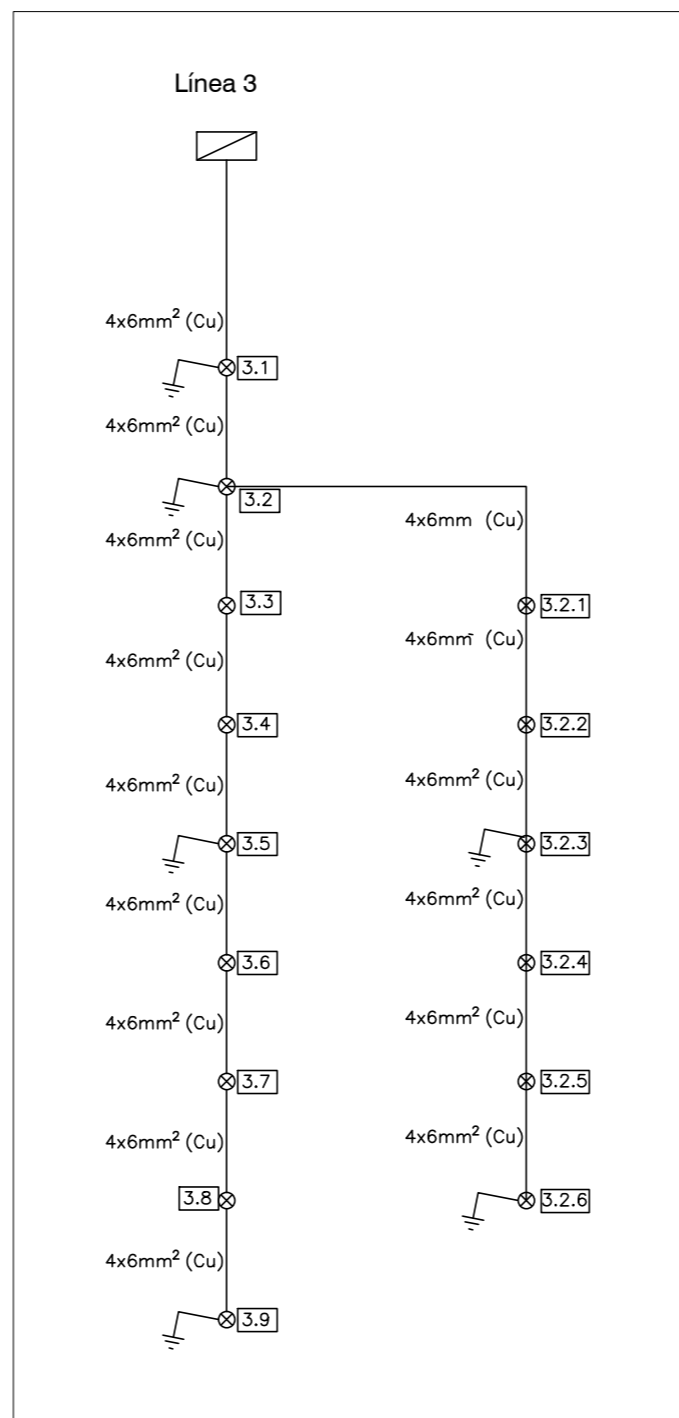 Línea 3
4x6mm² (Cu)
3.1
4x6mm² (Cu)
3.2
4x6mm² (Cu)
3.3
4x6mm² (Cu)
3.4
4x6mm² (Cu)
3.5
4x6mm² (Cu)
3.6
4x6mm² (Cu)
3.7
4x6mm² (Cu)
3.8
4x6mm² (Cu)
3.9
4x6mm (Cu)
3.2.1
4x6mm (Cu)
3.2.2
4x6mm² (Cu)
3.2.3
4x6mm² (Cu)
3.2.4
4x6mm² (Cu)
3.2.5
4x6mm² (Cu)
3.2.6